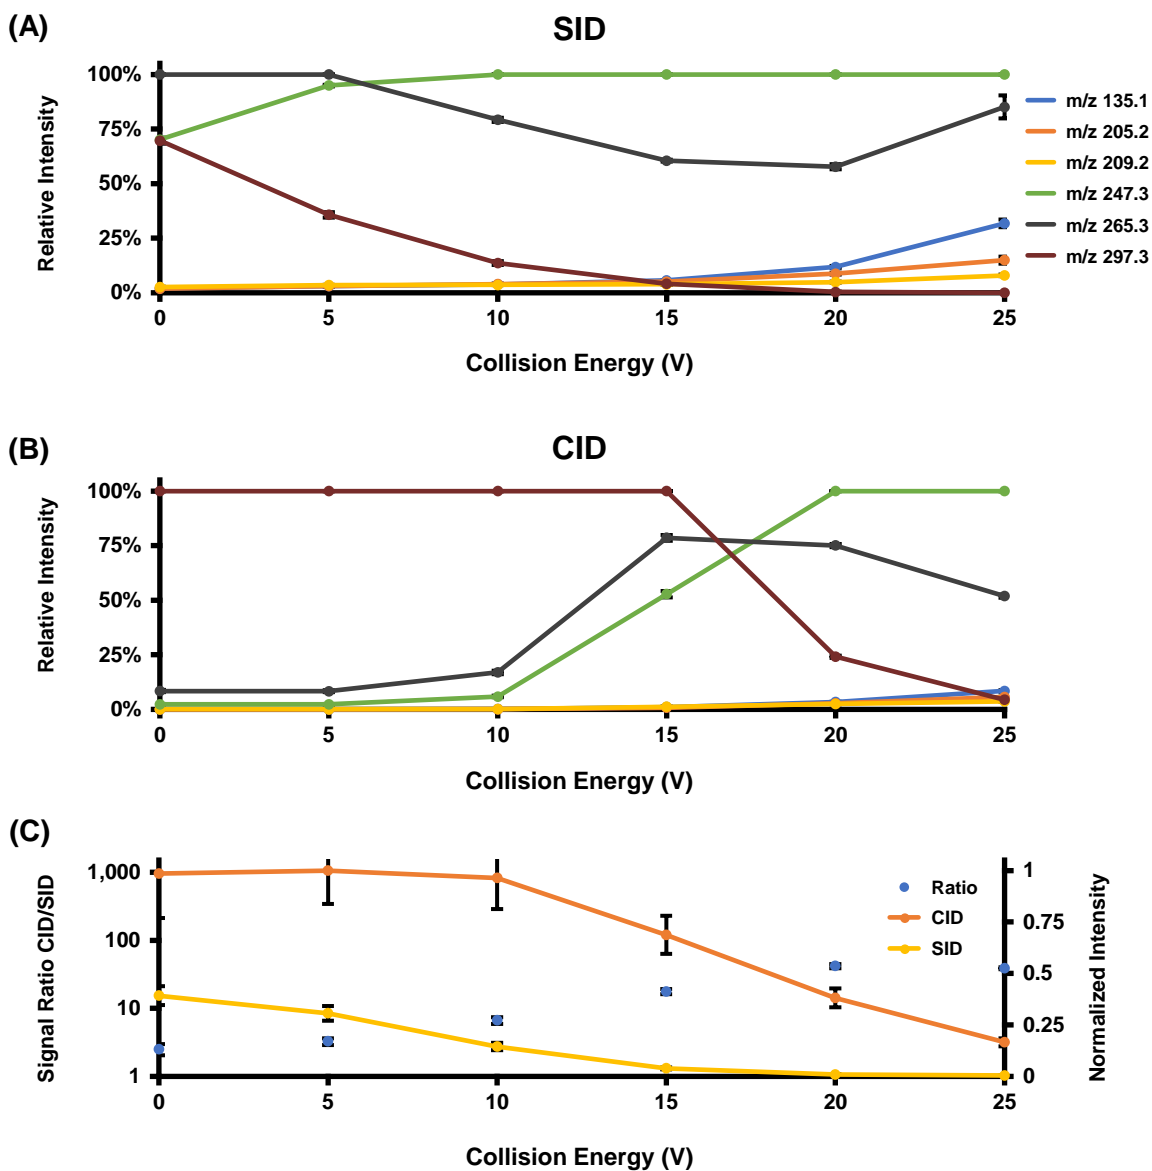 (A)
SID
Relative Intensity
100%
75%
50%
25%
0%
0 5 10 15 20 25
Collision Energy (V)
m/z 135.1
m/z 205.2
m/z 209.2
m/z 247.3
m/z 265.3
m/z 297.3
(B)
CID
Relative Intensity
100%
75%
50%
25%
0%
0 5 10 15 20 25
Collision Energy (V)
(C)
Signal Ratio CID/SID
1,000
100
10
1
0 5 10 15 20 25
Collision Energy (V)
Ratio
CID
SID
1
0.75
0.5
0.25
0
Normalized Intensity